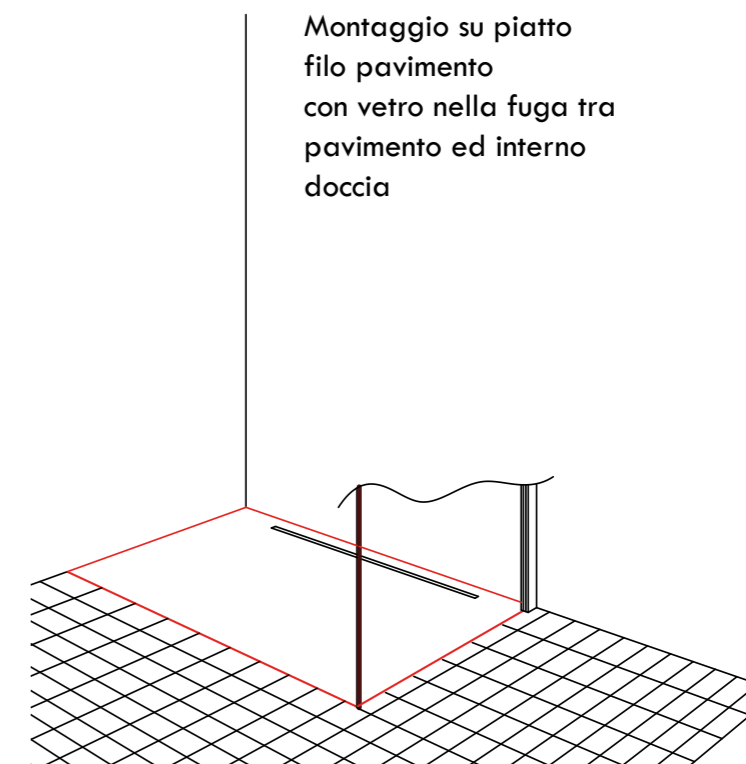 Montaggio su piatto
filo pavimento
con vetro nella fuga tra
pavimento ed interno
doccia